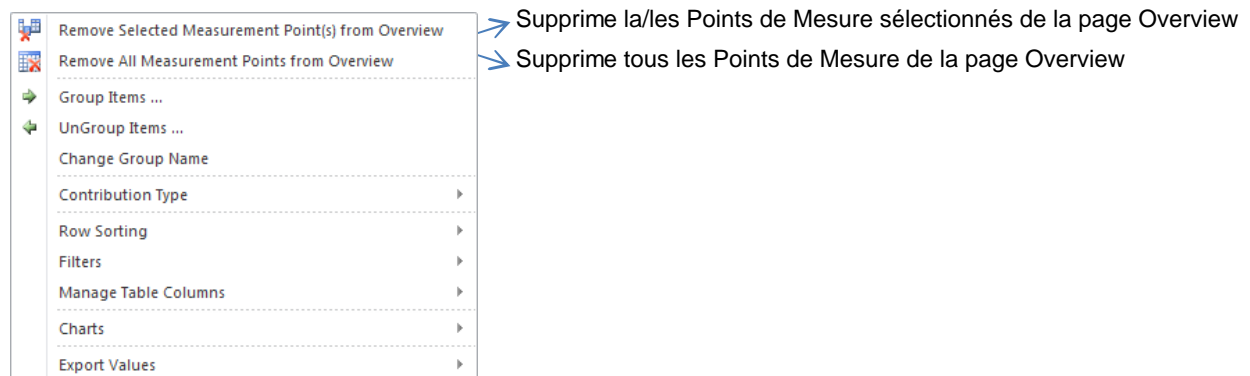 Remove Selected Measurement Point(s) from Overview
Supprime la/les Points de Mesure sélectionnés de la page Overview
Remove All Measurement Points from Overview
Supprime tous les Points de Mesure de la page Overview
Group Items ...
UnGroup Items ...
Change Group Name
Contribution Type
Row Sorting
Filters
Manage Table Columns
Charts
Export Values